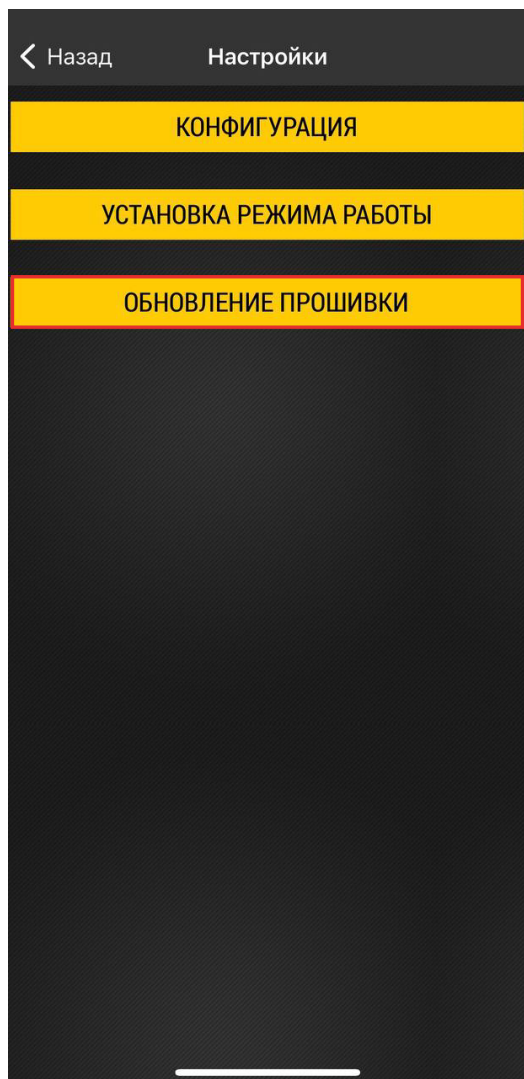 Назад
Настройки
КОНФИГУРАЦИЯ
УСТАНОВКА РЕЖИМА РАБОТЫ
ОБНОВЛЕНИЕ ПРОШИВКИ